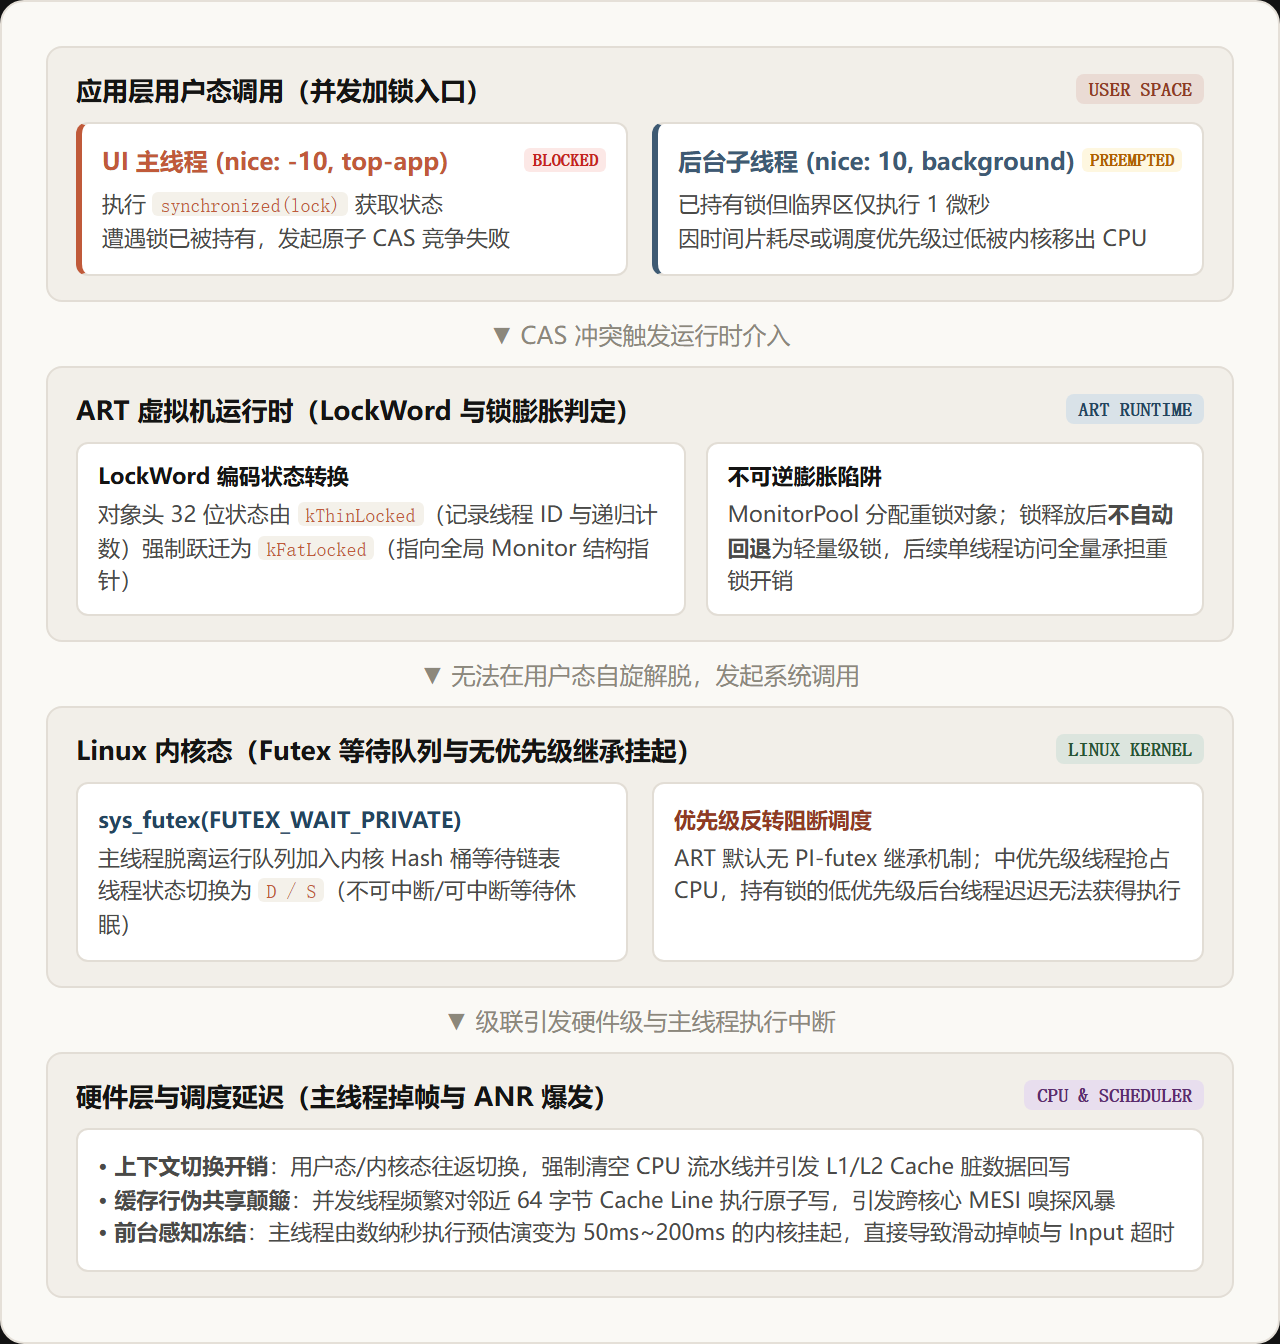 应用层用户态调用（并发加锁入口）
USER SPACE
UI 主线程 (nice: -10, top-app)
BLOCKED
执行 synchronized(lock) 获取状态
遭遇锁已被持有，发起原子 CAS 竞争失败
后台子线程 (nice: 10, background)
PREEMPTED
已持有锁但临界区仅执行 1 微秒
因时间片耗尽或调度优先级过低被内核移出 CPU
▼ CAS 冲突触发运行时介入
ART 虚拟机运行时（LockWord 与锁膨胀判定）
ART RUNTIME
LockWord 编码状态转换
对象头 32 位状态由 kThinLocked（记录线程 ID 与递归计
数）强制跃迁为 kFatLocked（指向全局 Monitor 结构指
针）
不可逆膨胀陷阱
MonitorPool 分配重锁对象；锁释放后不自动
回退为轻量级锁，后续单线程访问全量承担重
锁开销
▼ 无法在用户态自旋解脱，发起系统调用
Linux 内核态（Futex 等待队列与无优先级继承挂起）
LINUX KERNEL
sys_futex(FUTEX_WAIT_PRIVATE)
主线程脱离运行队列加入内核 Hash 桶等待链表
线程状态切换为 D / S（不可中断/可中断等待休
眠）
优先级反转阻断调度
ART 默认无 PI-futex 继承机制；中优先级线程抢占
CPU，持有锁的低优先级后台线程迟迟无法获得执行
▼ 级联引发硬件级与主线程执行中断
硬件层与调度延迟（主线程掉帧与 ANR 爆发）
CPU & SCHEDULER
• 上下文切换开销：用户态/内核态往返切换，强制清空 CPU 流水线并引发 L1/L2 Cache 脏数据回写
• 缓存行伪共享颠簸：并发线程频繁对邻近 64 字节 Cache Line 执行原子写，引发跨核心 MESI 嗅探风暴
• 前台感知冻结：主线程由数纳秒执行预估演变为 50ms~200ms 的内核挂起，直接导致滑动掉帧与 Input 超时